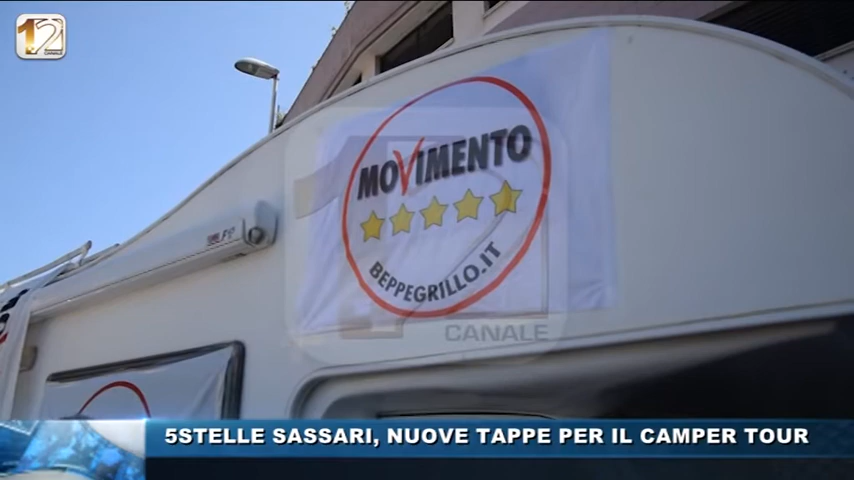 12
CANALE
MOVIMENTO
BEPPEGRILLO.IT
CANALE
5STELLE SASSARI, NUOVE TAPPE PER IL CAMPER TOUR